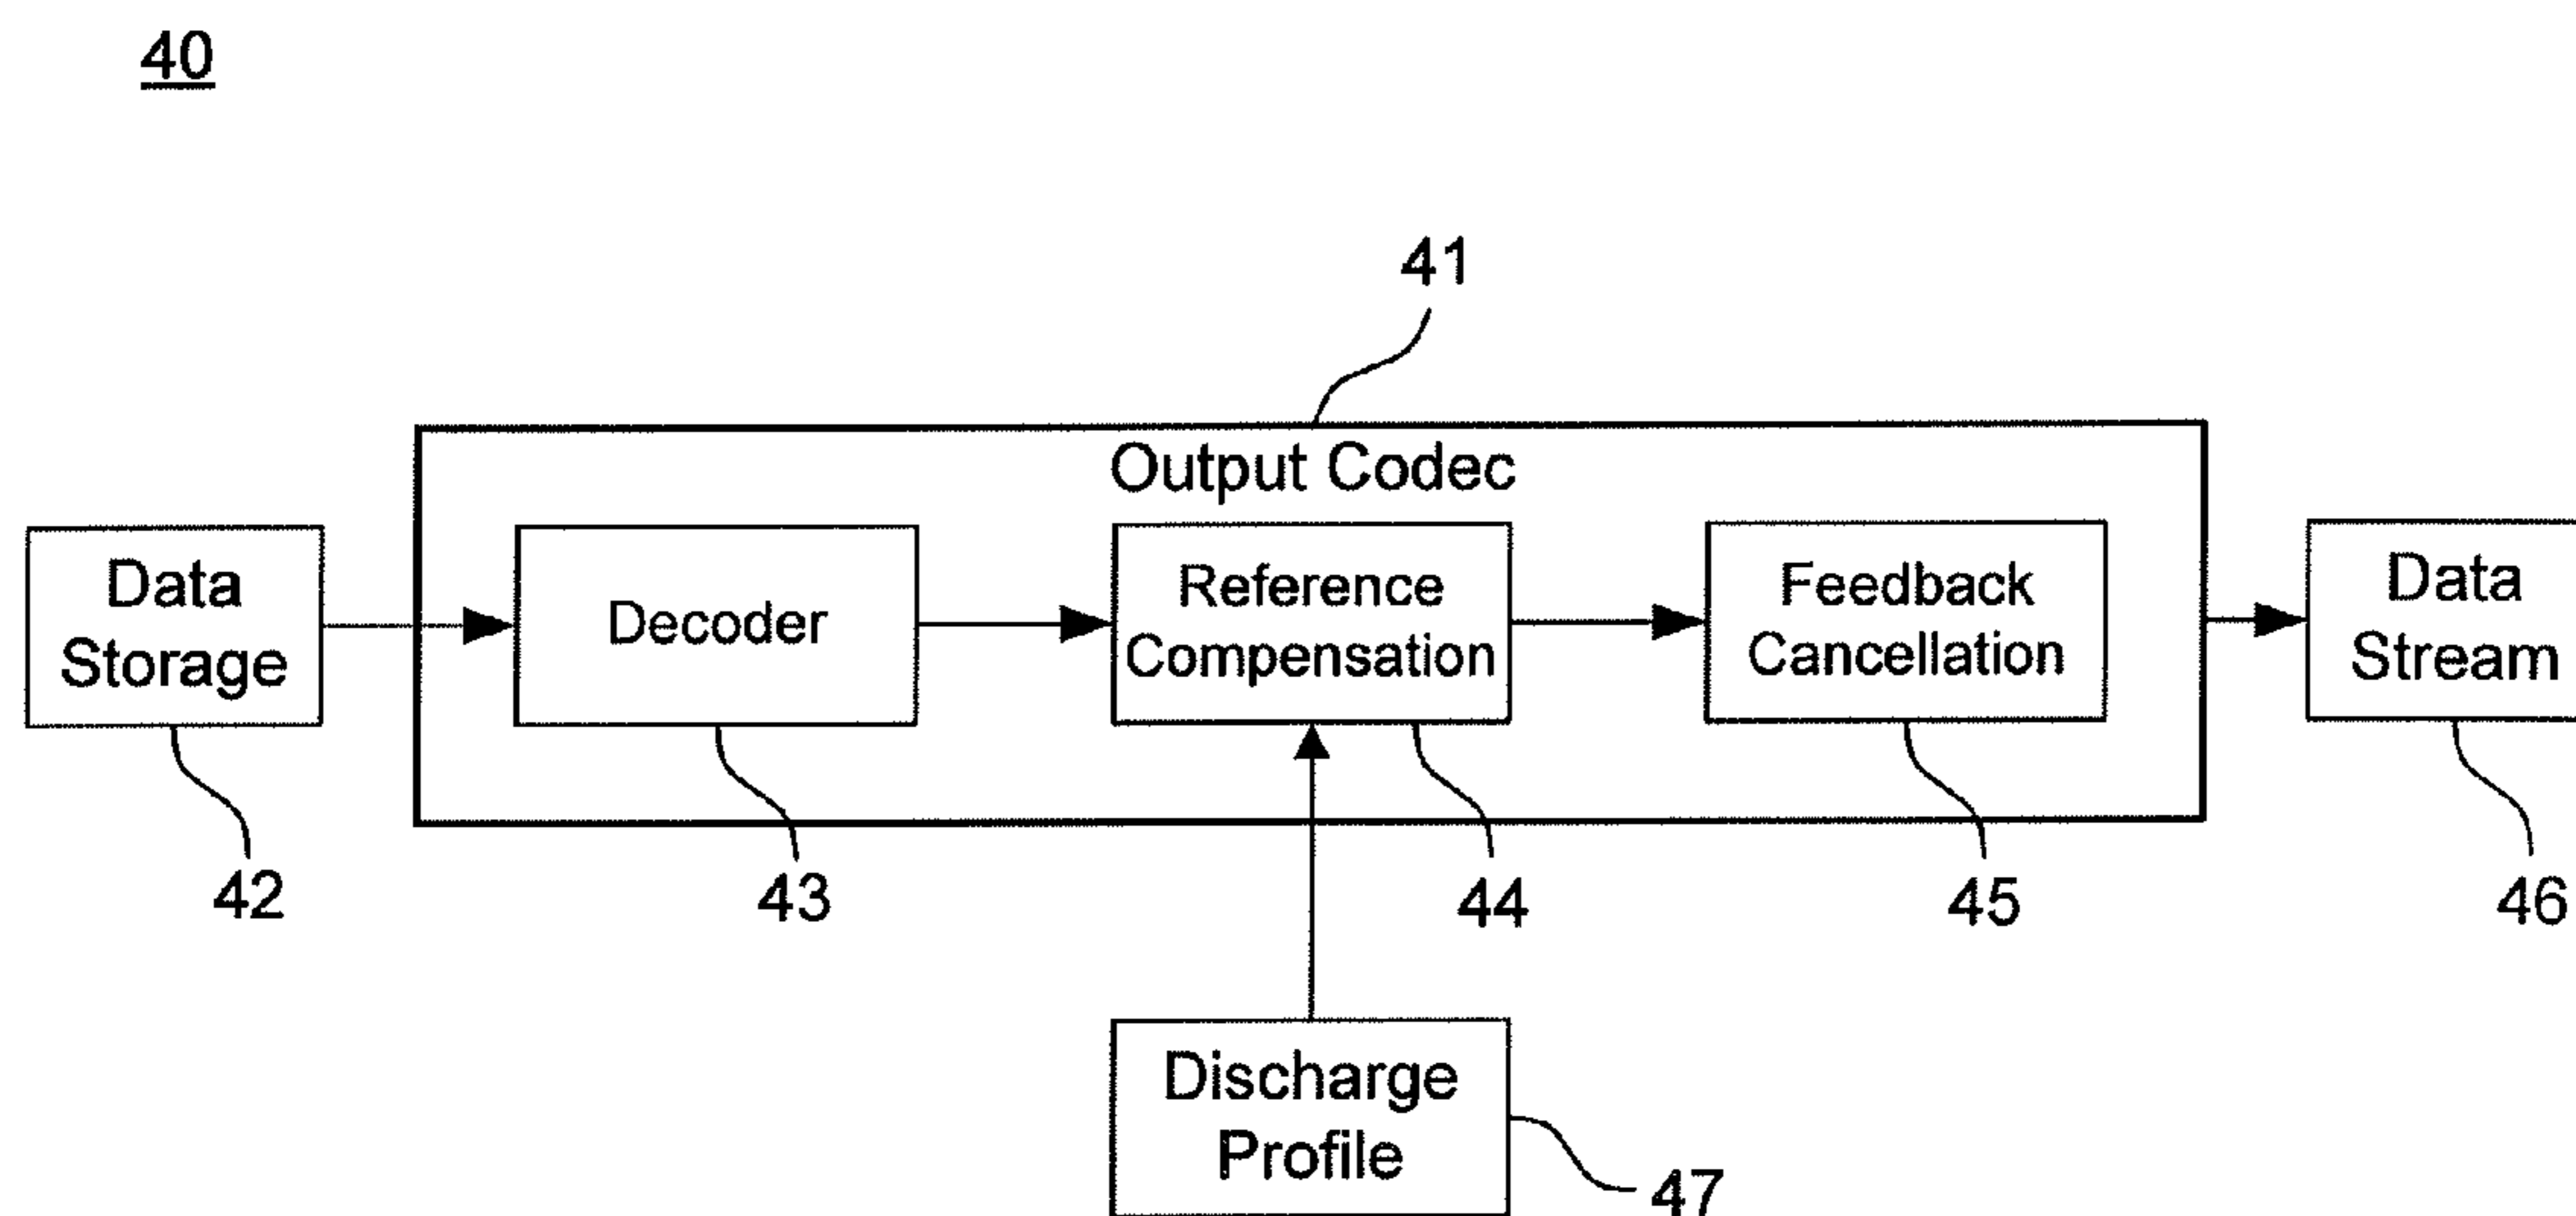 40
41
Output Codec
Data
Storage
Decoder
Reference
Compensation
Feedback
Cancellation
Data
Stream
42
43
44
45
46
Discharge
Profile
47